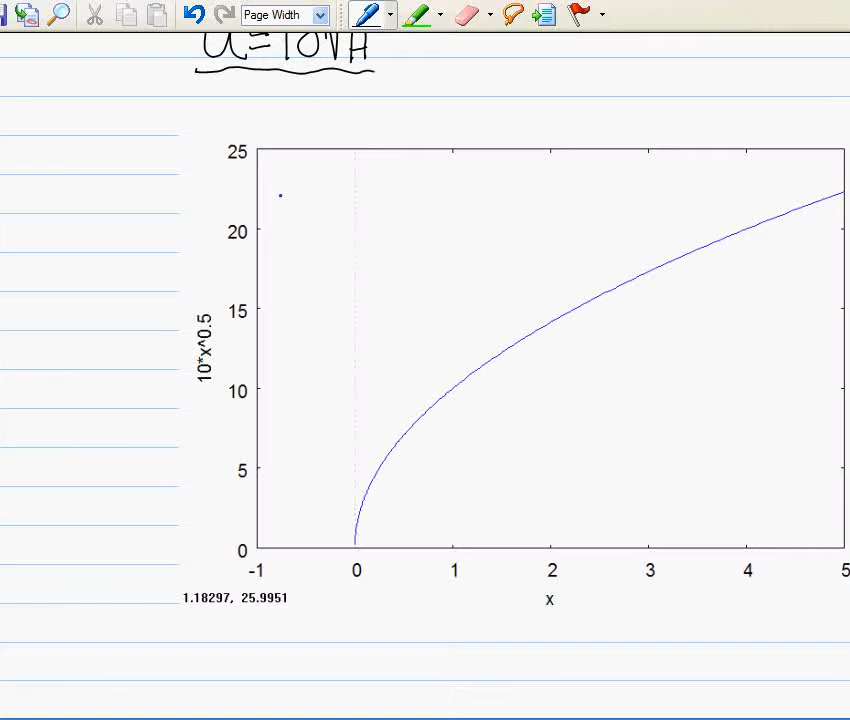 Page Width
U = 10√A
25
20
15
10
5
0
10*x^0.5
-1 0 1 2 3 4 5
x
1.18297, 25.9951